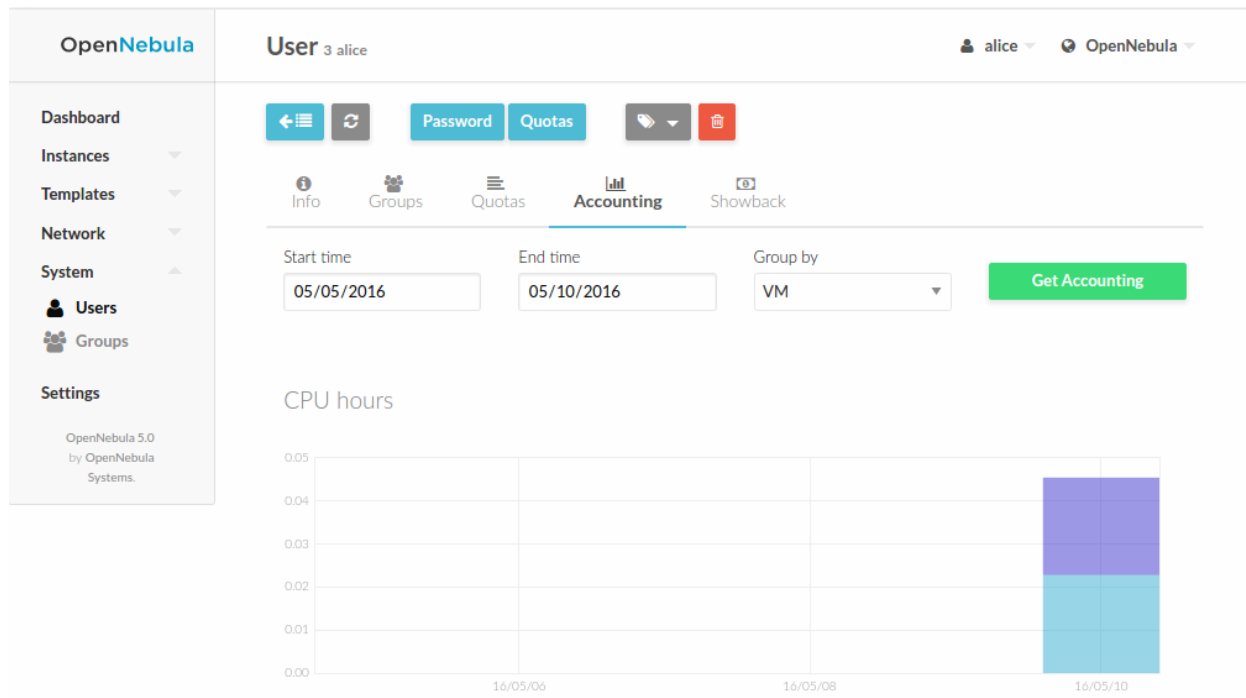 OpenNebula
User 3 alice
alice
OpenNebula
Dashboard
Instances
Templates
Network
System
Users
Groups
Settings
OpenNebula 5.0
by OpenNebula
Systems.
Password
Quotas
Info
Groups
Quotas
Accounting
Showback
Start time
End time
Group by
05/05/2016
05/10/2016
VM
Get Accounting
CPU hours
0.05
0.04
0.03
0.02
0.01
0.00
16/05/06
16/05/08
16/05/10